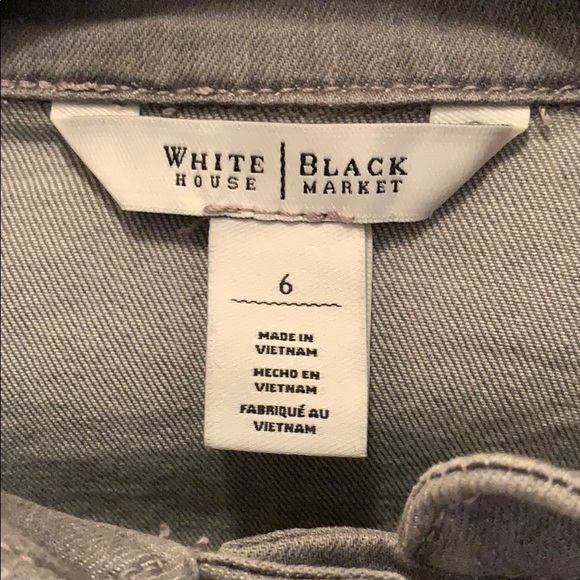 WHITE | BLACK
HOUSE | MARKET
6
MADE IN
VIETNAM
HECHO EN
VIETNAM
FABRIQUÉ AU
VIETNAM